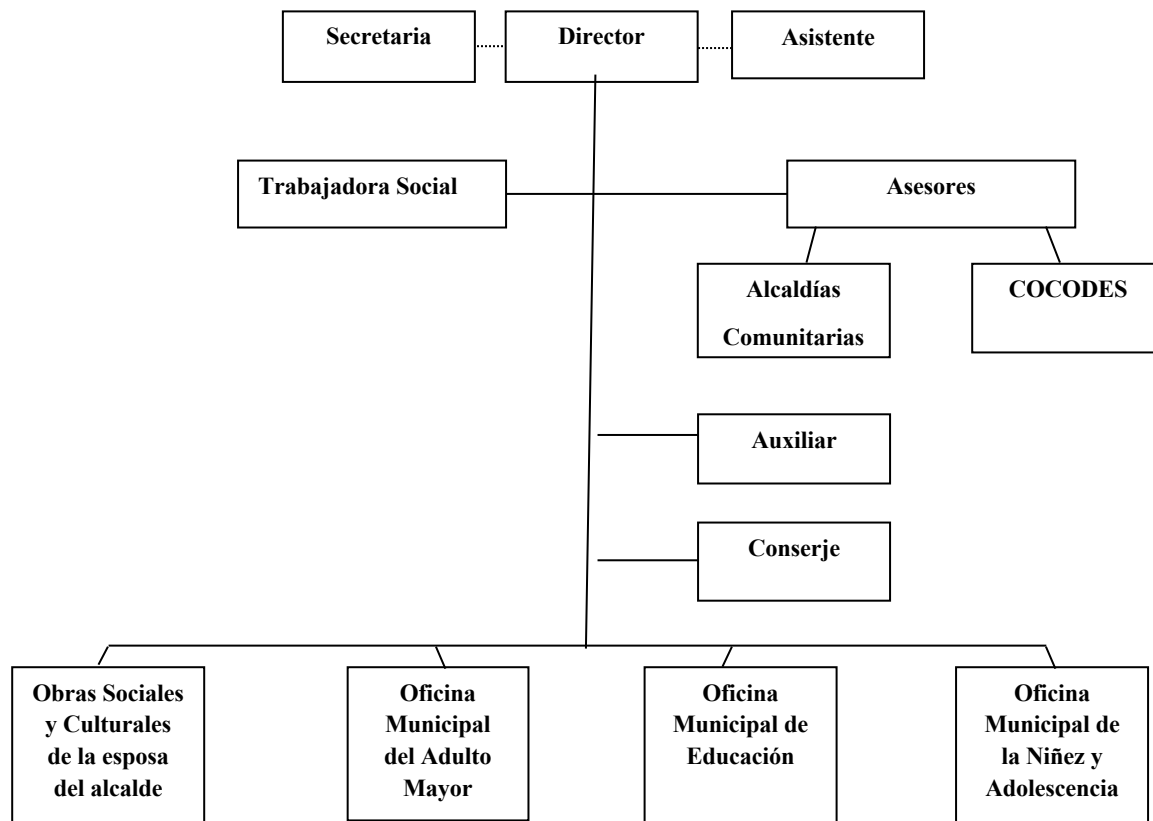 Secretaria
Director
Asistente
Trabajadora Social
Asesores
Alcaldías
Comunitarias
COCODES
Auxiliar
Conserje
Obras Sociales
y Culturales
de la esposa
del alcalde
Oficina
Municipal
del Adulto
Mayor
Oficina
Municipal de
Educación
Oficina
Municipal de
la Niñez y
Adolescencia